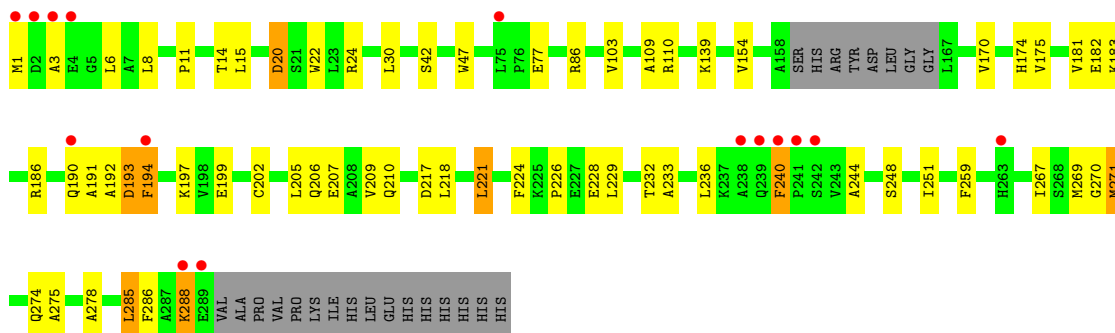 M1 D2 A3 E4 G5 L6 A7 L8 P11 T14 L15 D20 S21 W22 L23 R24 L30 S42 W47 L75 P76 E77 R86 V103 A109 R110 K139 V154 A158 SER HIS ARG TYR ASP LEU GLY GLY L167 V170 H174 V175 V181 E182 K183
R186 Q190 A191 A192 D193 F194 K197 V198 E199 C202 L205 Q206 E207 A208 V209 Q210 D217 L218 L221 F224 K225 P226 E227 E228 L229 T232 A233 L236 K237 A238 Q239 F240 P241 S242 V243 A244 S248 I251 F259 H263 I267 S268 M269 G270 M271
Q274 A275 A278 L285 F286 A287 K288 E289 VAL ALA PRO VAL PRO LYS ILE HIS LEU GLU HIS HIS HIS HIS HIS HIS